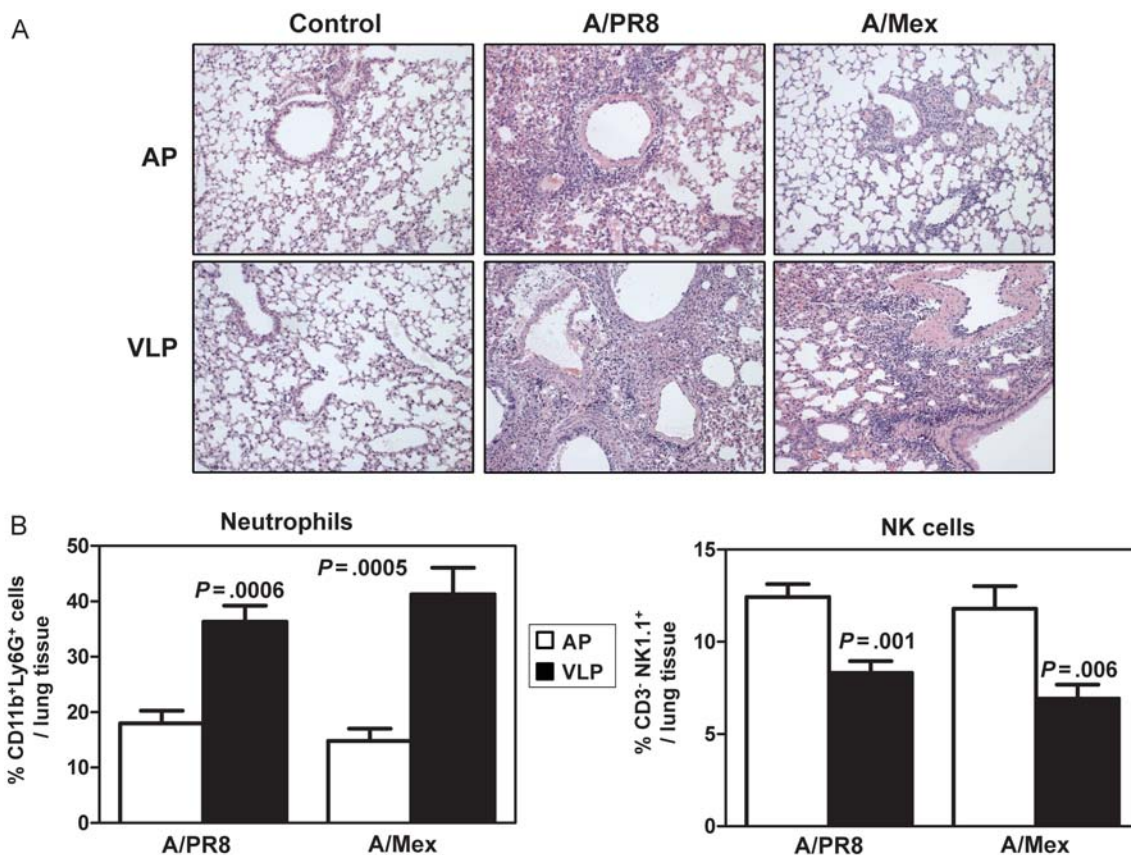 A
Control
A/PR8
A/Mex
AP
VLP
B
Neutrophils
% CD11b⁺Ly6G⁺ cells
/ lung tissue
50
40
30
20
10
0
P = .0006
P = .0005
A/PR8
A/Mex
AP
VLP
NK cells
% CD3⁻ NK1.1⁺
/ lung tissue
15
10
5
0
P = .001
P = .006
A/PR8
A/Mex